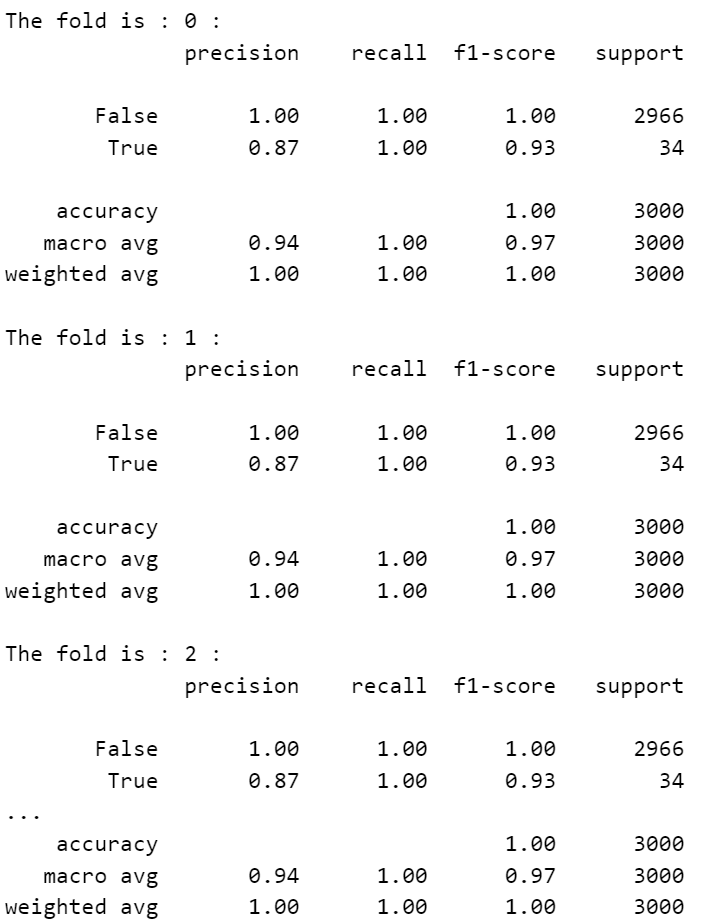 The fold is : 0 :
              precision    recall  f1-score   support

       False       1.00      1.00      1.00      2966
        True       0.87      1.00      0.93        34

    accuracy                           1.00      3000
   macro avg       0.94      1.00      0.97      3000
weighted avg       1.00      1.00      1.00      3000

The fold is : 1 :
              precision    recall  f1-score   support

       False       1.00      1.00      1.00      2966
        True       0.87      1.00      0.93        34

    accuracy                           1.00      3000
   macro avg       0.94      1.00      0.97      3000
weighted avg       1.00      1.00      1.00      3000

The fold is : 2 :
              precision    recall  f1-score   support

       False       1.00      1.00      1.00      2966
        True       0.87      1.00      0.93        34
...
    accuracy                           1.00      3000
   macro avg       0.94      1.00      0.97      3000
weighted avg       1.00      1.00      1.00      3000